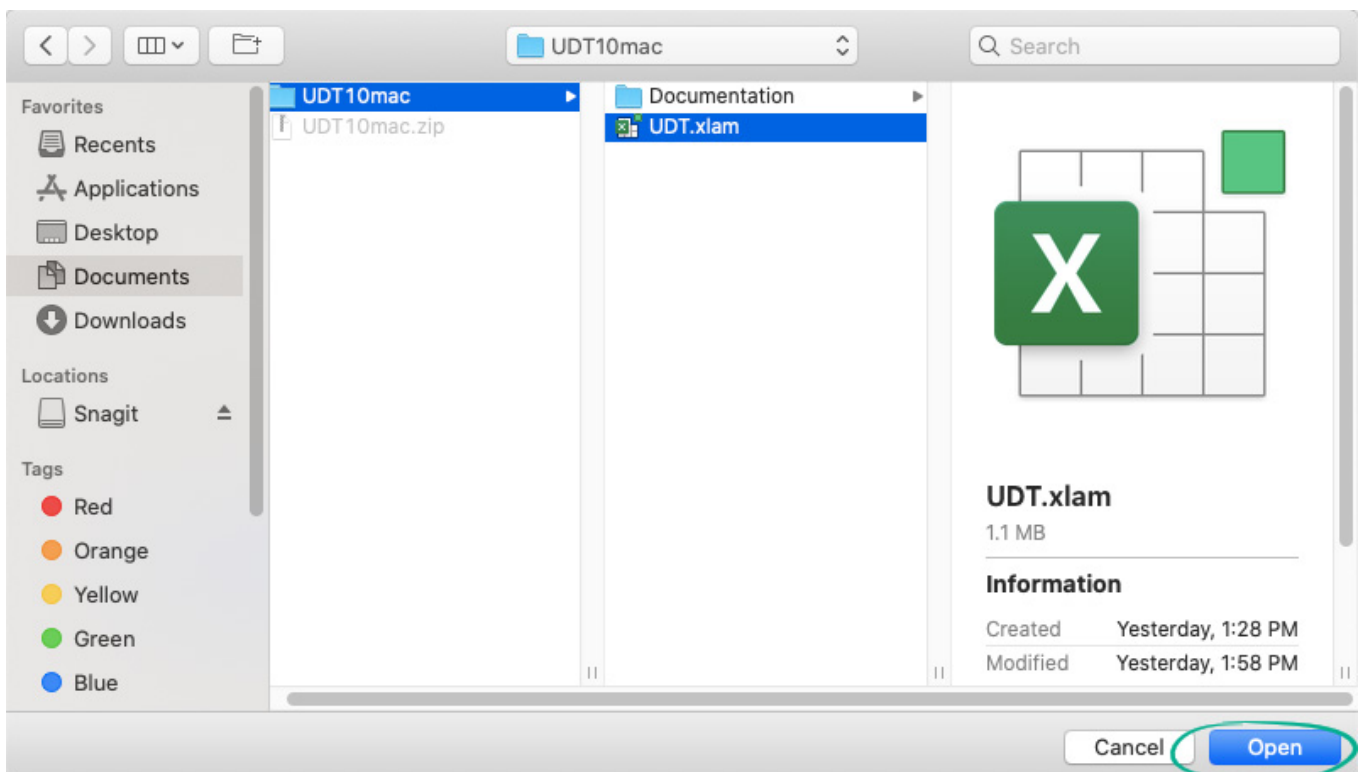 UDT10mac
Search
Favorites
Recents
Applications
Desktop
Documents
Downloads
Locations
Snagit
Tags
Red
Orange
Yellow
Green
Blue
UDT10mac
UDT10mac.zip
Documentation
UDT.xlam
X
UDT.xlam
1.1 MB
Information
Created Yesterday, 1:28 PM
Modified Yesterday, 1:58 PM
Cancel Open